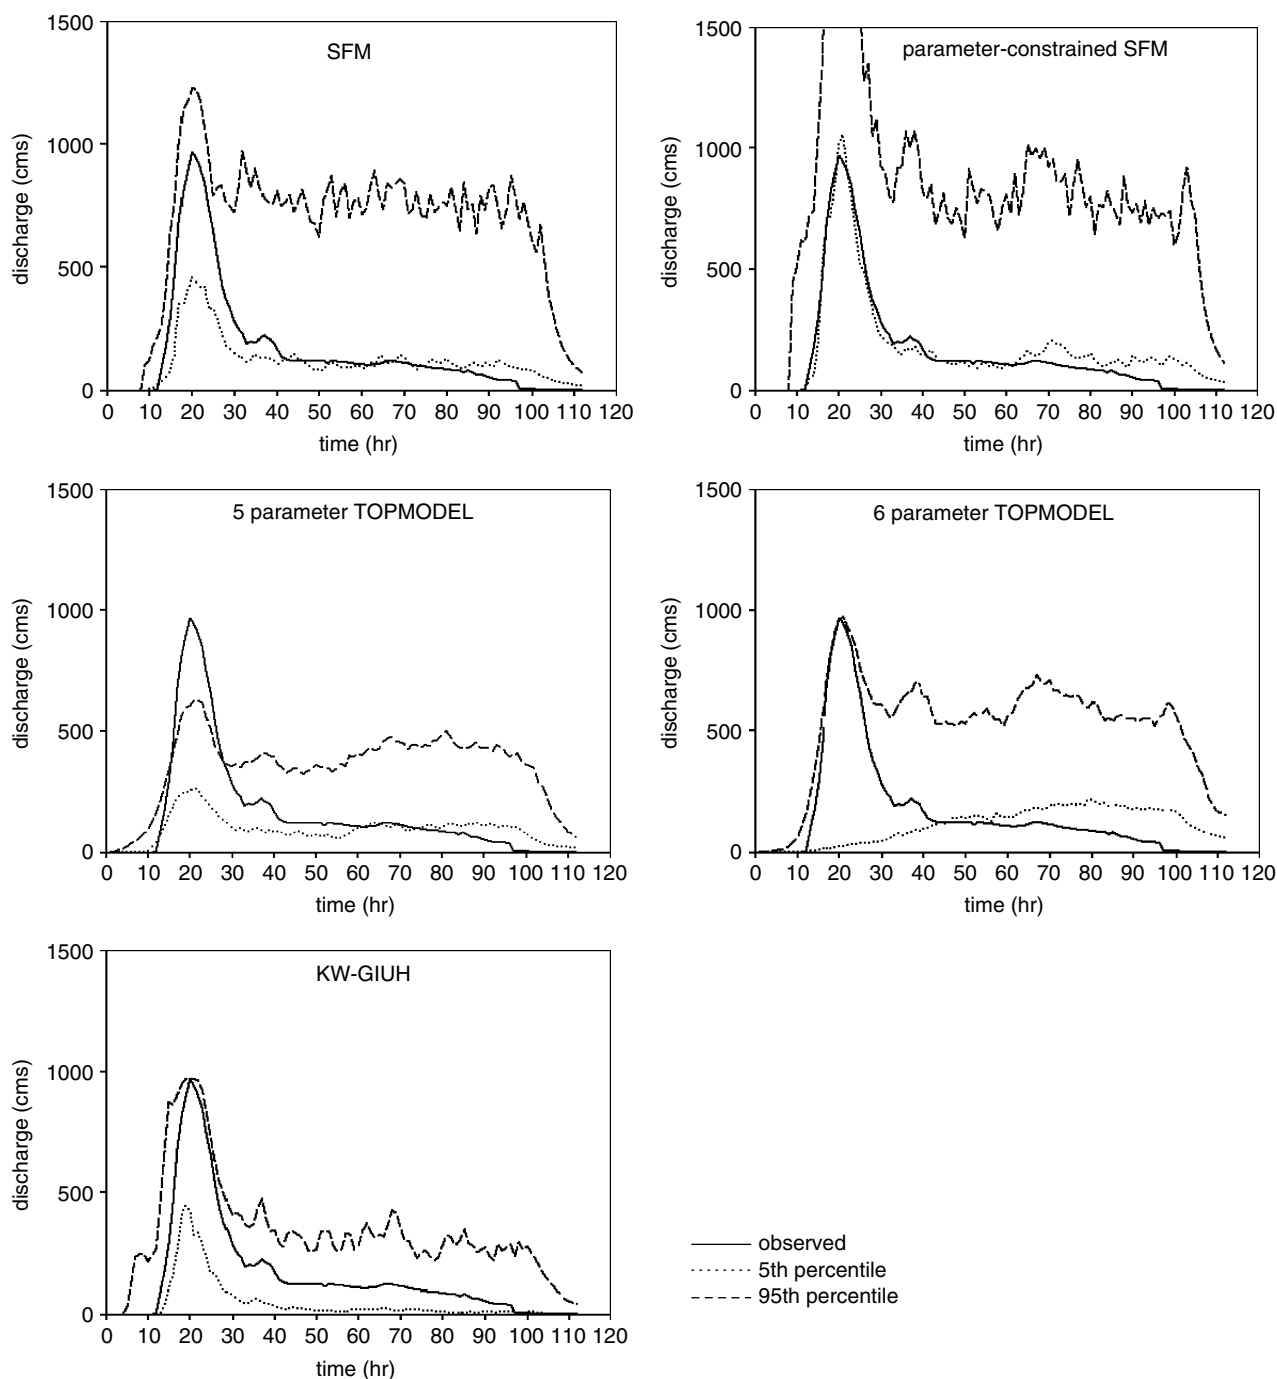 SFM
1500
1000
500
0
discharge (cms)
0 10 20 30 40 50 60 70 80 90 100 110 120
time (hr)
parameter-constrained SFM
1500
1000
500
0
discharge (cms)
0 10 20 30 40 50 60 70 80 90 100 110 120
time (hr)
5 parameter TOPMODEL
1500
1000
500
0
discharge (cms)
0 10 20 30 40 50 60 70 80 90 100 110 120
time (hr)
6 parameter TOPMODEL
1500
1000
500
0
discharge (cms)
0 10 20 30 40 50 60 70 80 90 100 110 120
time (hr)
KW-GIUH
1500
1000
500
0
discharge (cms)
0 10 20 30 40 50 60 70 80 90 100 110 120
time (hr)
observed
5th percentile
95th percentile